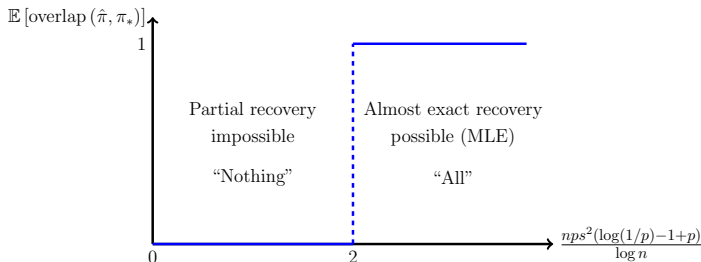 𝔼 [overlap (π̂, π_*)]
1
Partial recovery
impossible
“Nothing”
Almost exact recovery
possible (MLE)
“All”
0
2
nps²(log(1/p)−1+p)
log n